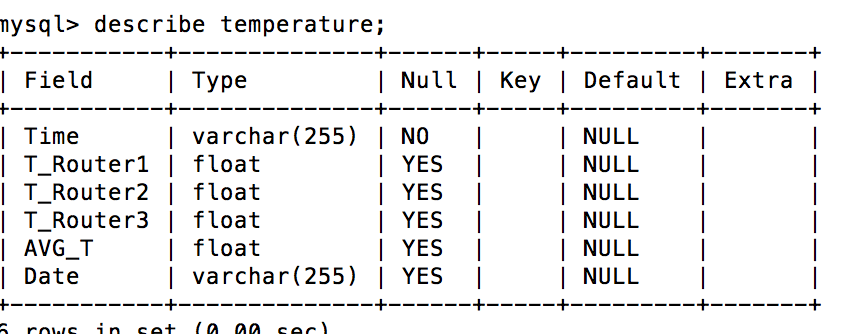 mysql> describe temperature;
+------------+--------------+------+-----+---------+-------+
| Field      | Type         | Null | Key | Default | Extra |
+------------+--------------+------+-----+---------+-------+
| Time       | varchar(255) | NO   |     | NULL    |       |
| T_Router1  | float        | YES  |     | NULL    |       |
| T_Router2  | float        | YES  |     | NULL    |       |
| T_Router3  | float        | YES  |     | NULL    |       |
| AVG_T      | float        | YES  |     | NULL    |       |
| Date       | varchar(255) | YES  |     | NULL    |       |
+------------+--------------+------+-----+---------+-------+
6 rows in set (0.00 sec)